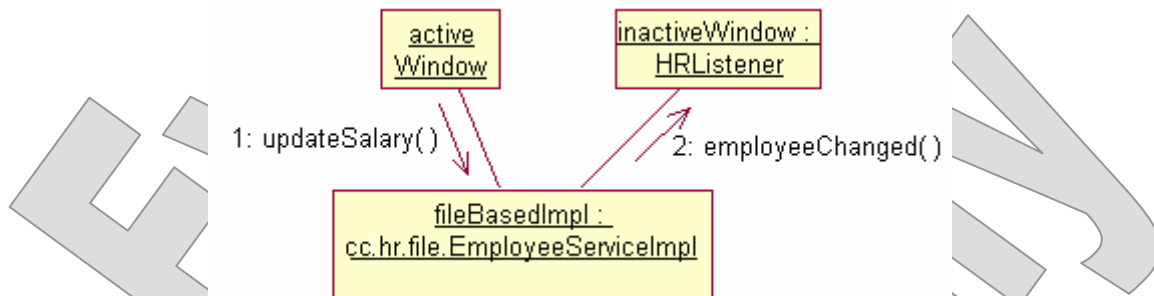 active
Window
inactiveWindow :
HRListener
1: updateSalary( )
2: employeeChanged( )
fileBasedImpl :
cc.hr.file.EmployeeServiceImpl